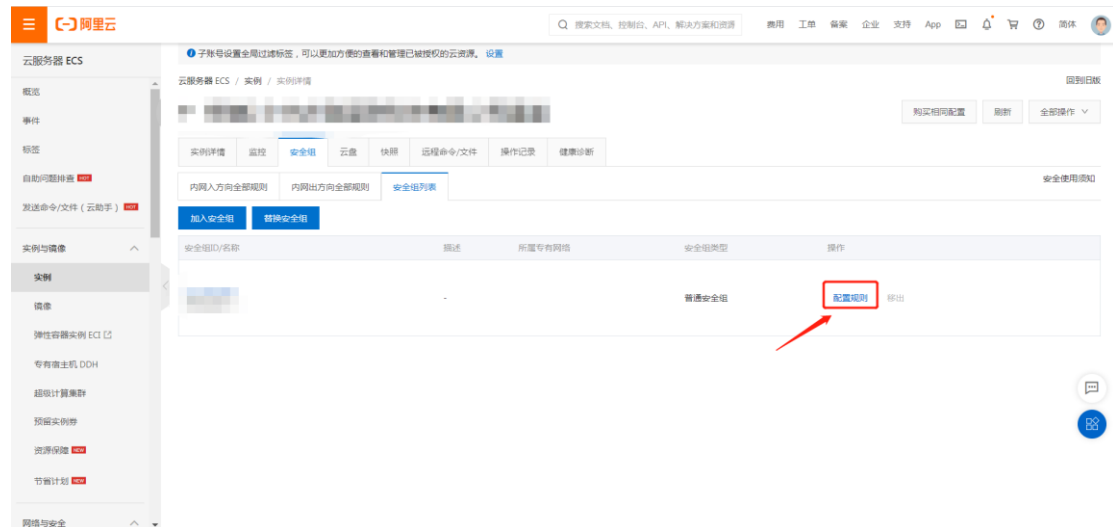 阿里云
搜索文档、控制台、API、解决方案和资源
费用 工单 备案 企业 支持 App 简体
云服务器 ECS
子账号设置全局过滤标签，可以更加方便的查看和管理已被授权的云资源。 设置
云服务器 ECS / 实例 / 实例详情
回到旧版
概览
购买相同配置 刷新 全部操作
事件
标签
实例详情 监控 安全组 云盘 快照 远程命令/文件 操作记录 健康诊断
自助问题排查 HOT
内网入方向全部规则 内网出方向全部规则 安全组列表
安全使用须知
发送命令/文件（云助手） HOT
加入安全组 替换安全组
实例与镜像
安全组ID/名称 描述 所属专有网络 安全组类型 操作
实例
镜像
- 普通安全组 配置规则 移出
弹性容器实例 ECI
专有宿主机 DDH
超级计算集群
预留实例券
资源保障 NEW
节省计划 NEW
网络与安全